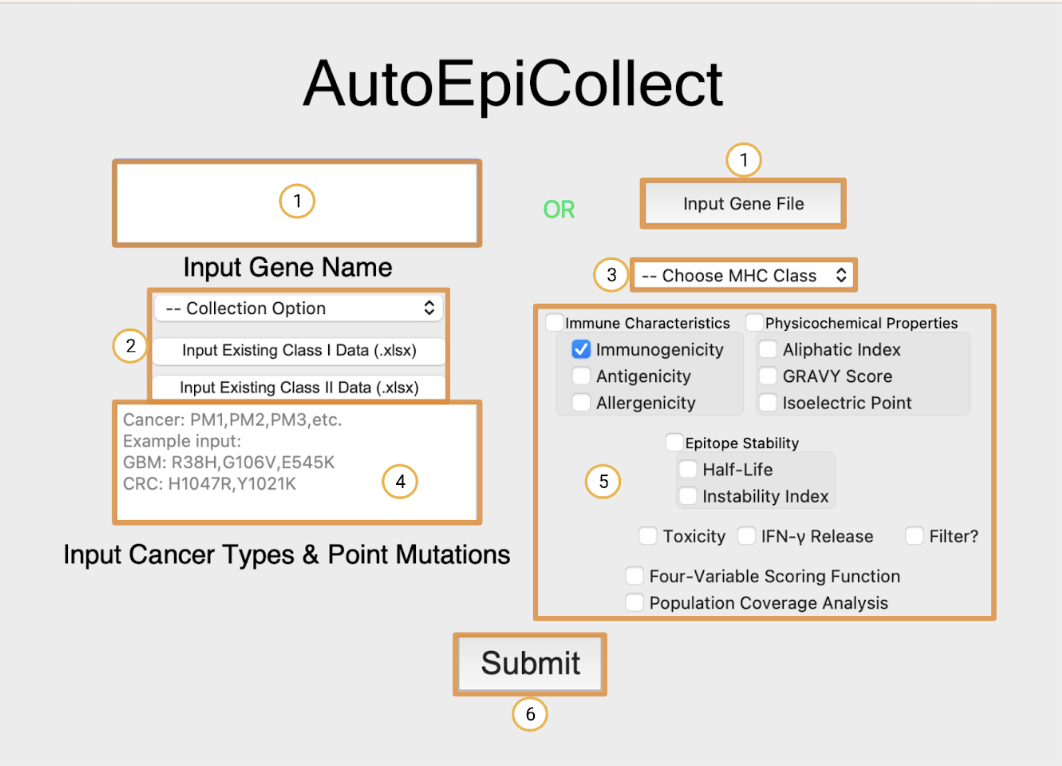 AutoEpiCollect
1
1
OR
Input Gene File
Input Gene Name
3
-- Choose MHC Class
2
-- Collection Option
Input Existing Class I Data (.xlsx)
Input Existing Class II Data (.xlsx)
Cancer: PM1,PM2,PM3,etc.
Example input:
GBM: R38H,G106V,E545K
CRC: H1047R,Y1021K
4
Input Cancer Types & Point Mutations
Immune Characteristics
Immunogenicity
Antigenicity
Allergenicity
Physicochemical Properties
Aliphatic Index
GRAVY Score
Isoelectric Point
5
Epitope Stability
Half-Life
Instability Index
Toxicity IFN-γ Release Filter?
Four-Variable Scoring Function
Population Coverage Analysis
Submit
6